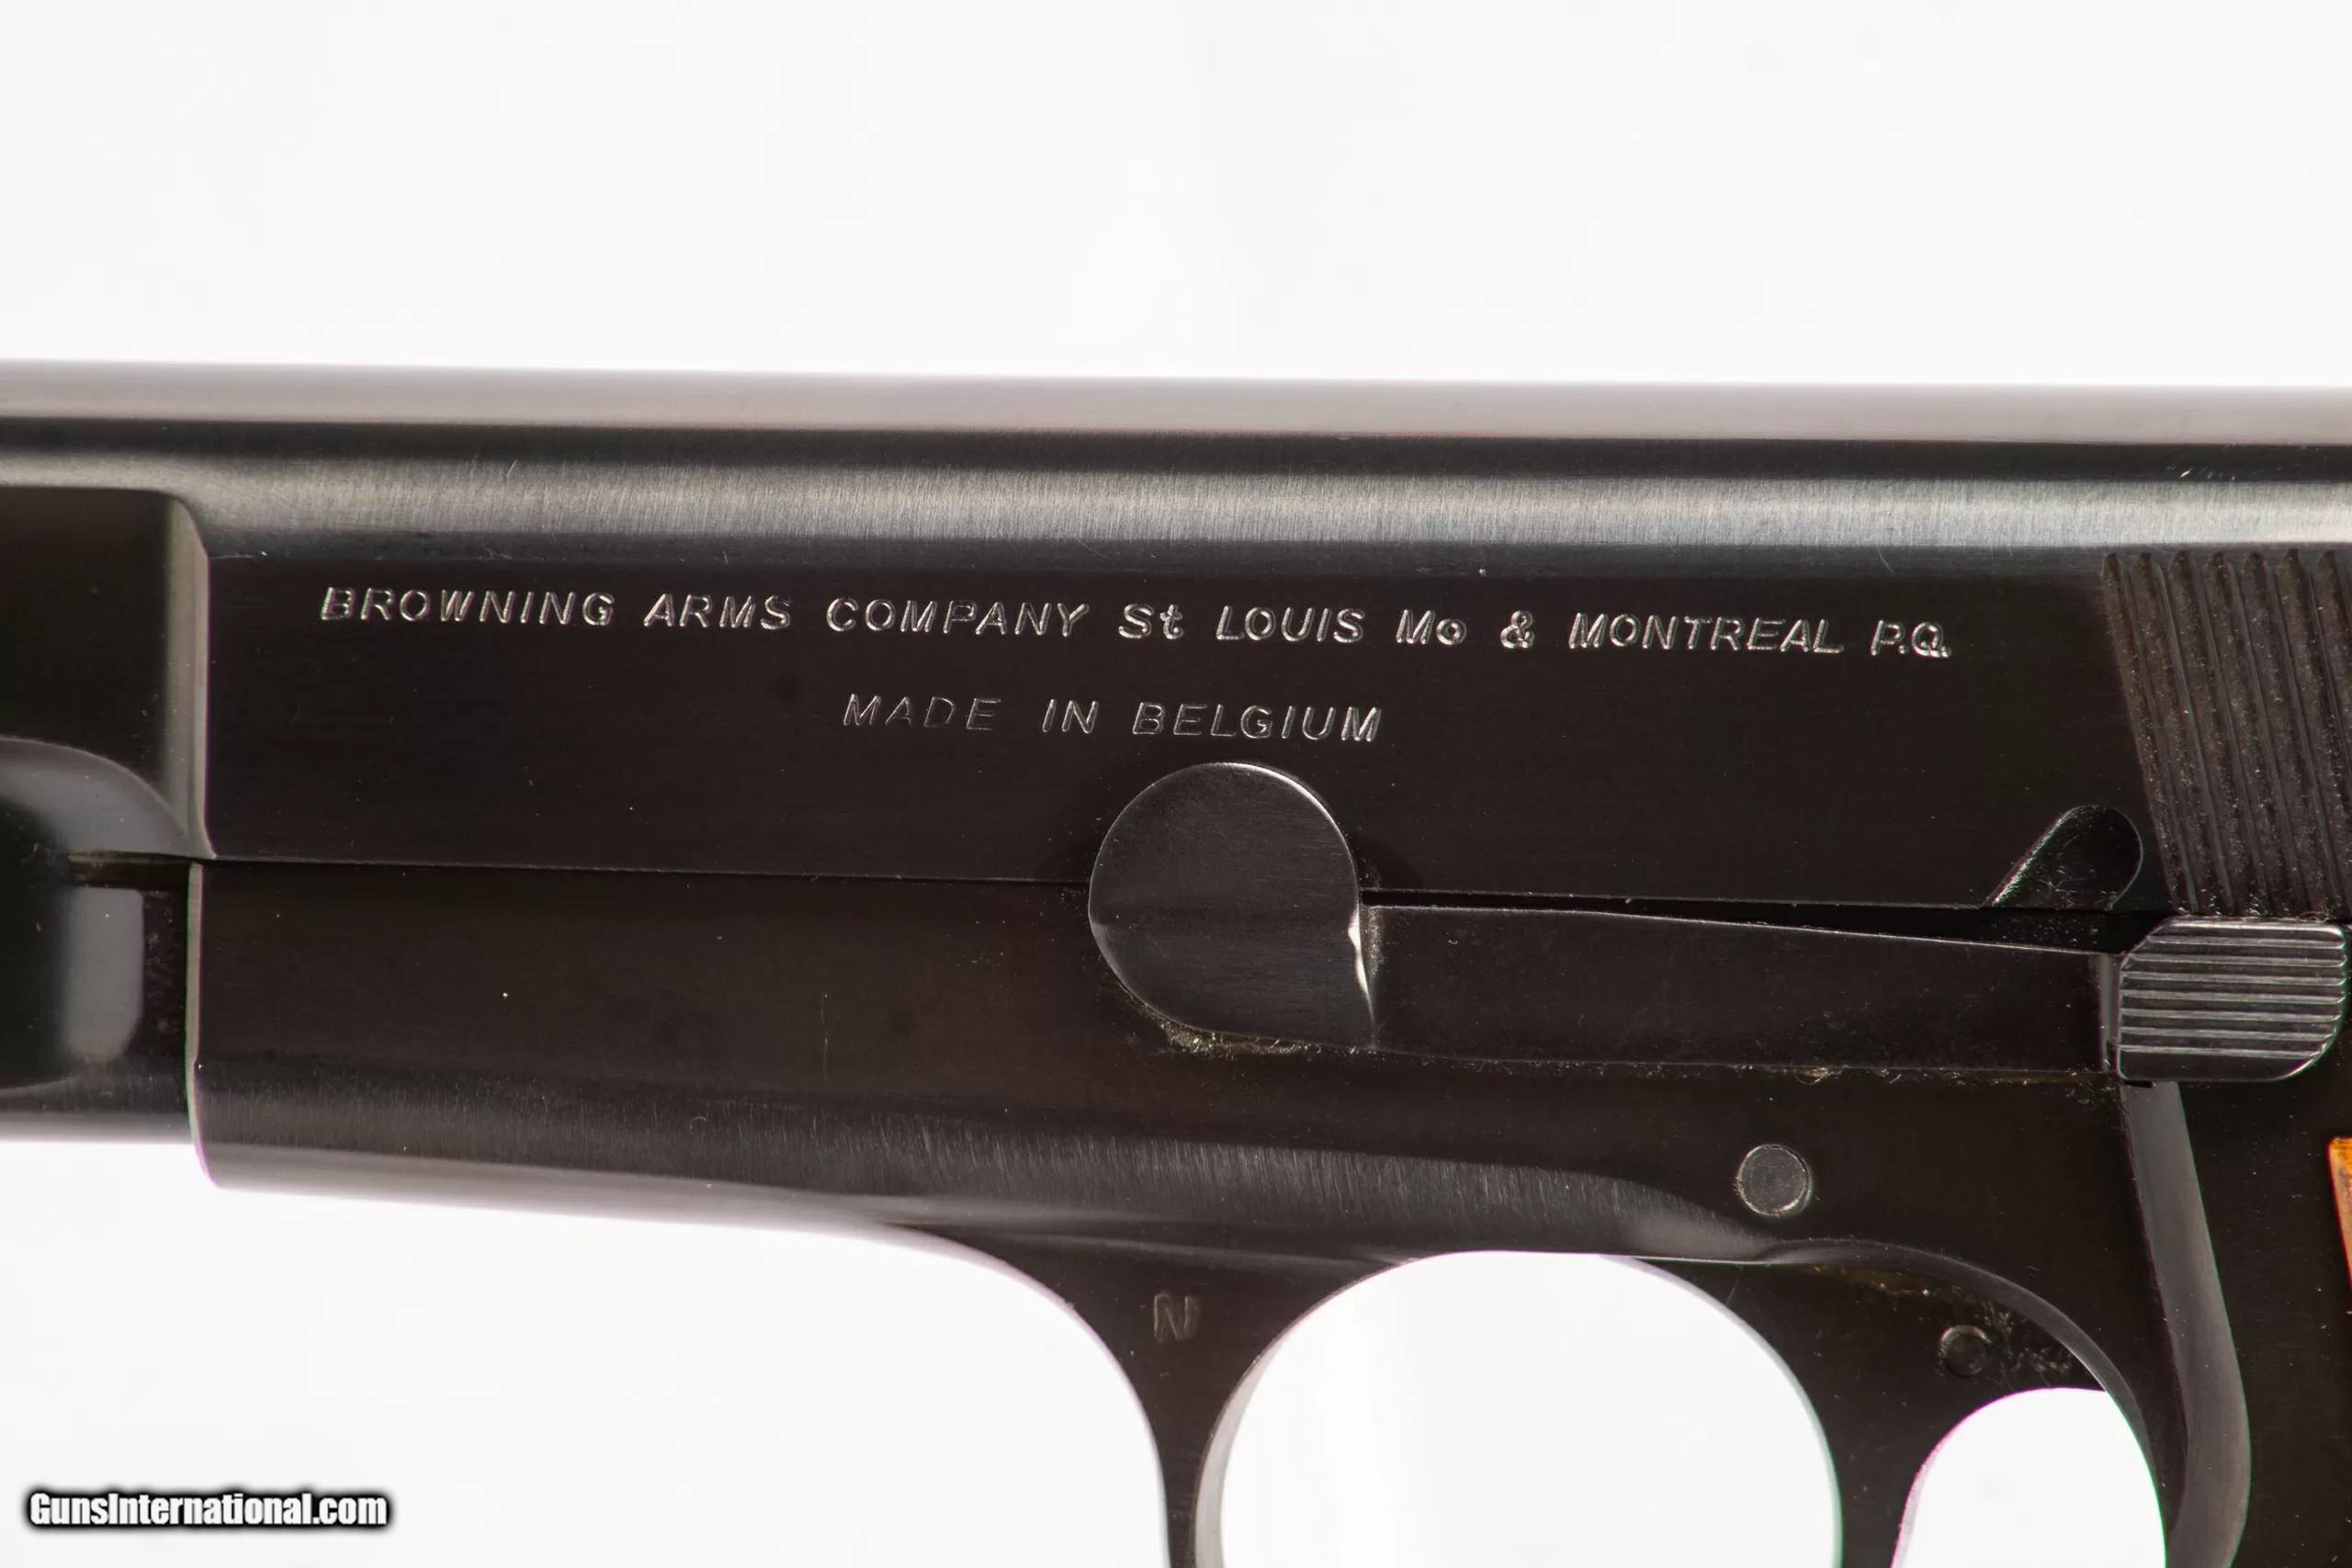 BROWNING ARMS COMPANY St LOUIS Mo & MONTREAL P.Q.
MADE IN BELGIUM
N
GunsInternational.com